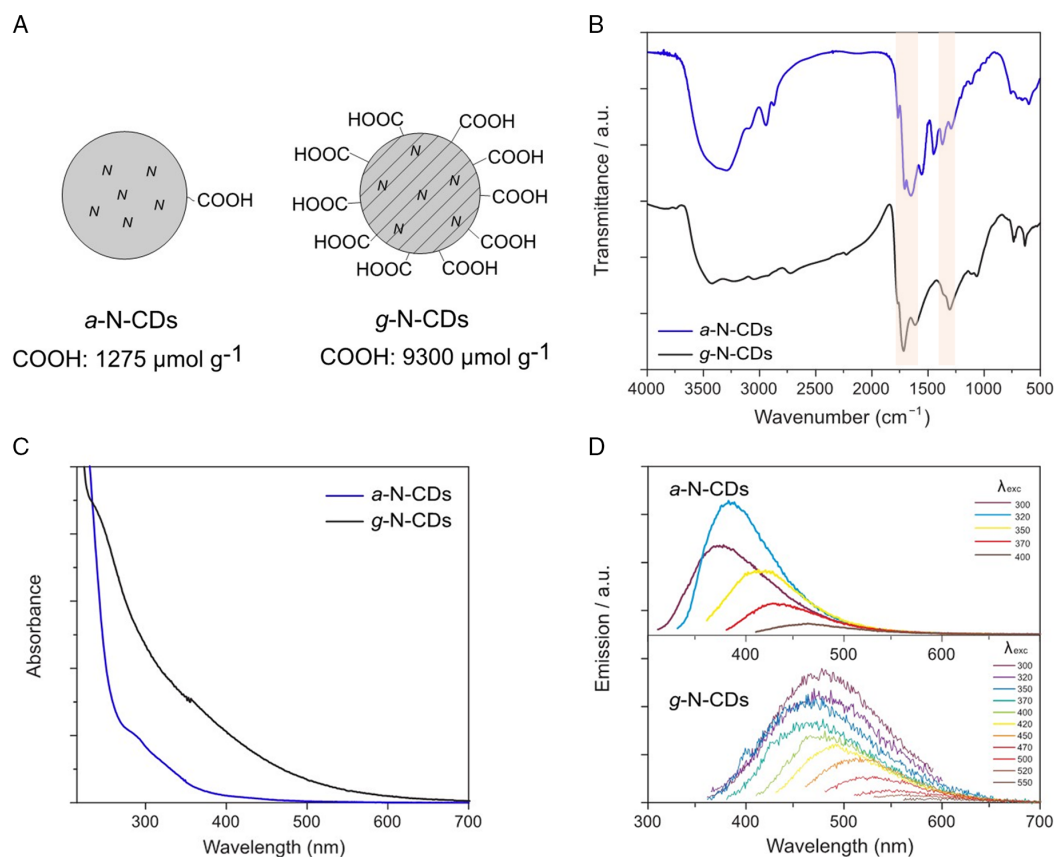 A
HOOC
COOH
HOOC
COOH
HOOC
COOH
HOOC
COOH
HOOC
COOH
HOOC
COOH
N N N N N N
COOH
N N N N N
a-N-CDs
g-N-CDs
COOH: 1275 µmol g-1
COOH: 9300 µmol g-1
B
Transmittance / a.u.
a-N-CDs
g-N-CDs
4000 3500 3000 2500 2000 1500 1000 500
Wavenumber (cm−1)
C
Absorbance
a-N-CDs
g-N-CDs
300 400 500 600 700
Wavelength (nm)
D
Emission / a.u.
a-N-CDs
λexc
300
320
350
370
400
400 500 600
g-N-CDs
λexc
300
320
350
370
400
420
450
470
500
520
550
300 400 500 600 700
Wavelength (nm)